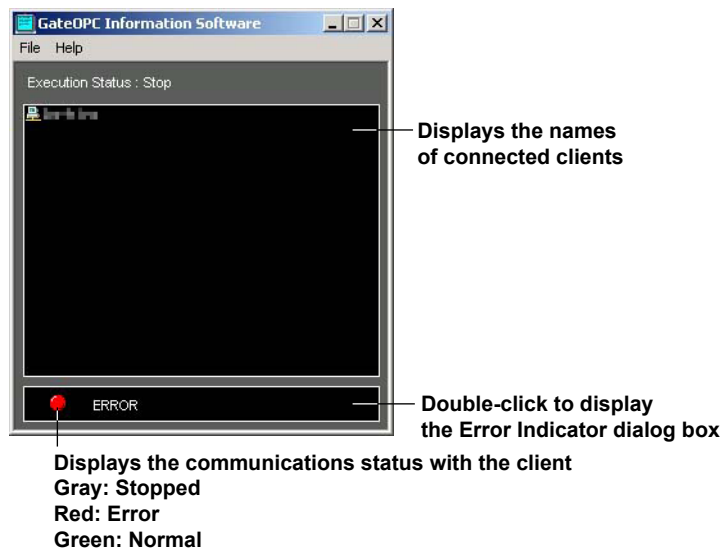 GateOPC Information Software
File Help
Execution Status : Stop
Displays the names
of connected clients
ERROR
Double-click to display
the Error Indicator dialog box
Displays the communications status with the client
Gray: Stopped
Red: Error
Green: Normal